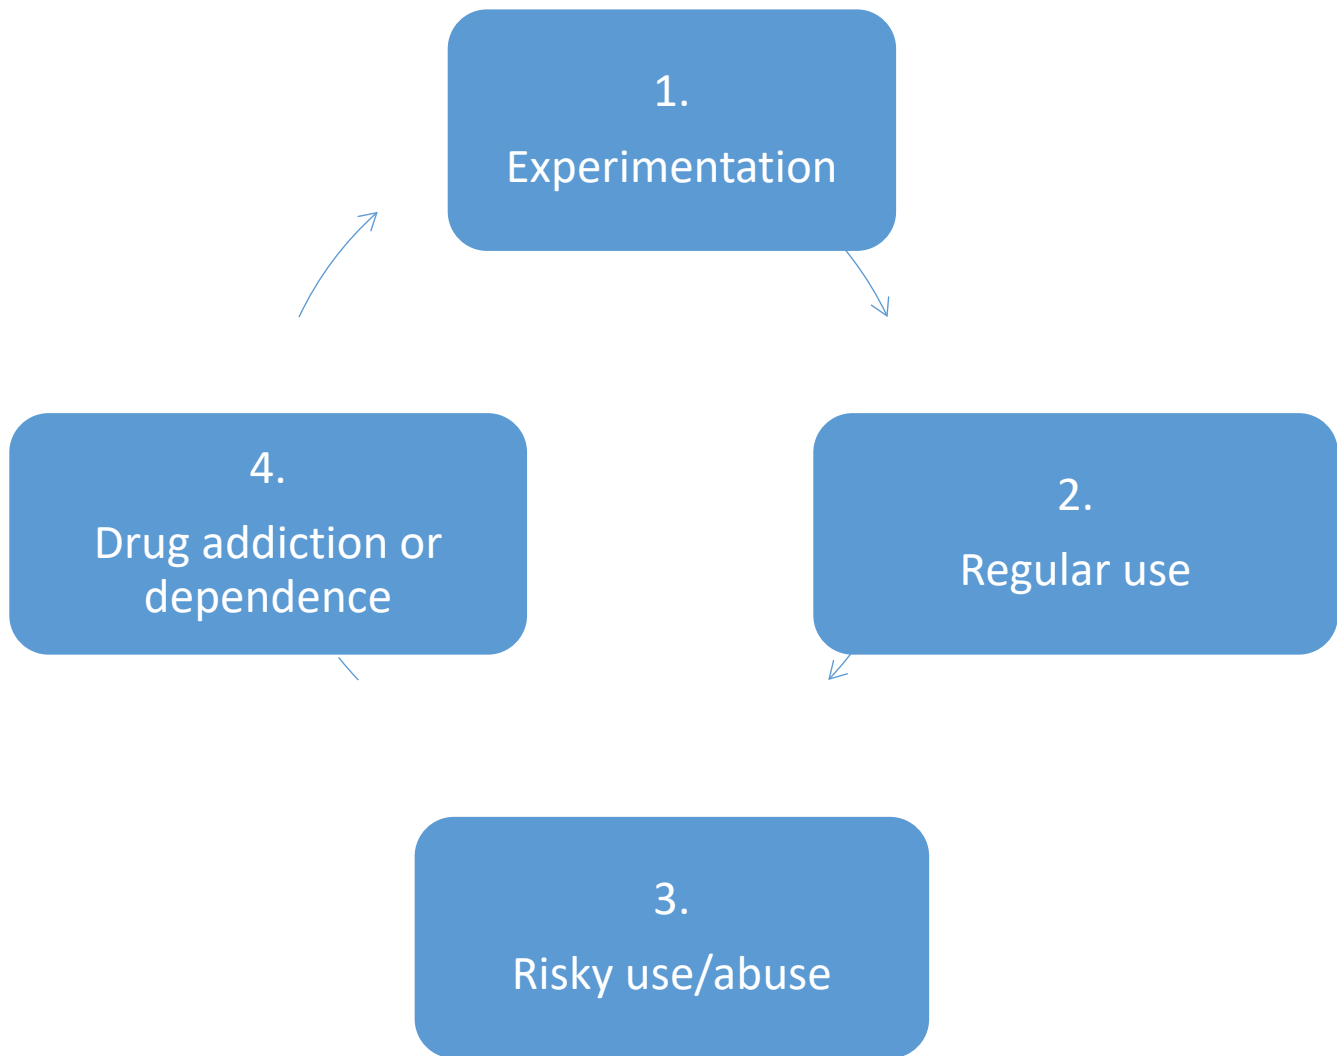 1.
Experimentation
2.
Regular use
3.
Risky use/abuse
4.
Drug addiction or
dependence